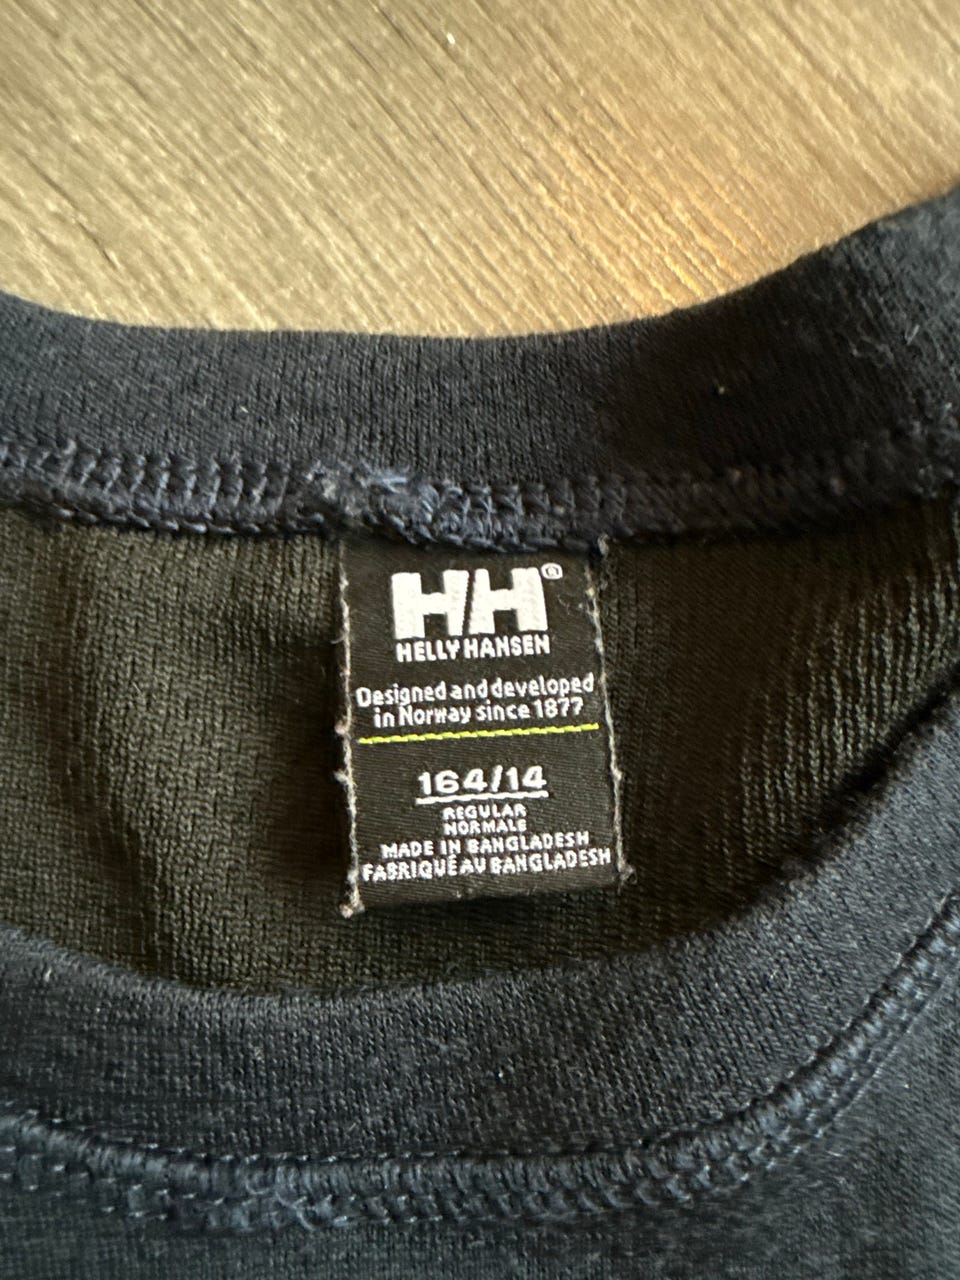 HH®
HELLY HANSEN
Designed and developed
in Norway since 1877
164/14
REGULAR
NORMALE
MADE IN BANGLADESH
FABRIQUÉ AU BANGLADESH